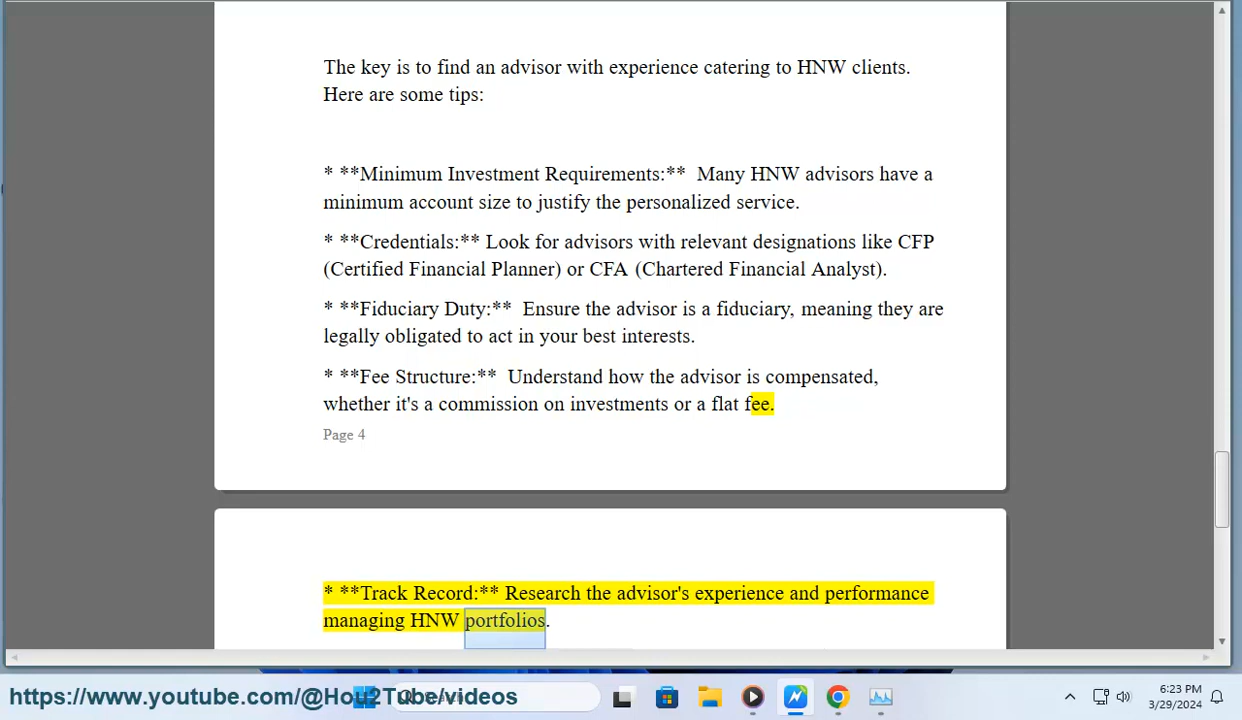 The key is to find an advisor with experience catering to HNW clients.
Here are some tips:
* **Minimum Investment Requirements:**  Many HNW advisors have a
minimum account size to justify the personalized service.
* **Credentials:** Look for advisors with relevant designations like CFP
(Certified Financial Planner) or CFA (Chartered Financial Analyst).
* **Fiduciary Duty:**  Ensure the advisor is a fiduciary, meaning they are
legally obligated to act in your best interests.
* **Fee Structure:**  Understand how the advisor is compensated,
whether it's a commission on investments or a flat fee.
Page 4
* **Track Record:** Research the advisor's experience and performance
managing HNW portfolios.
https://www.youtube.com/@Hou2Tube/videos
6:23 PM
3/29/2024